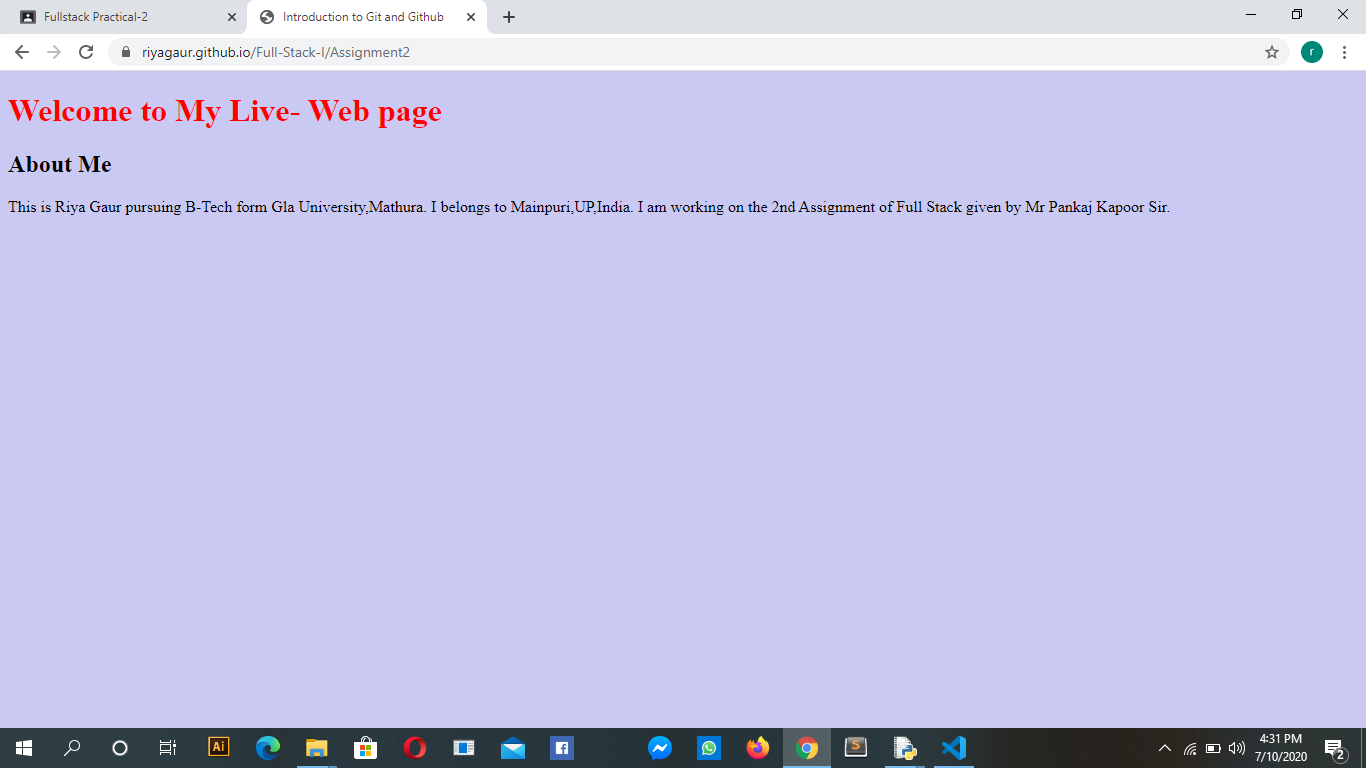 Fullstack Practical-2
Introduction to Git and Github
riyagaur.github.io/Full-Stack-I/Assignment2
r
Welcome to My Live- Web page
About Me
This is Riya Gaur pursuing B-Tech form Gla University,Mathura. I belongs to Mainpuri,UP,India. I am working on the 2nd Assignment of Full Stack given by Mr Pankaj Kapoor Sir.
Ai
S
4:31 PM
7/10/2020
2